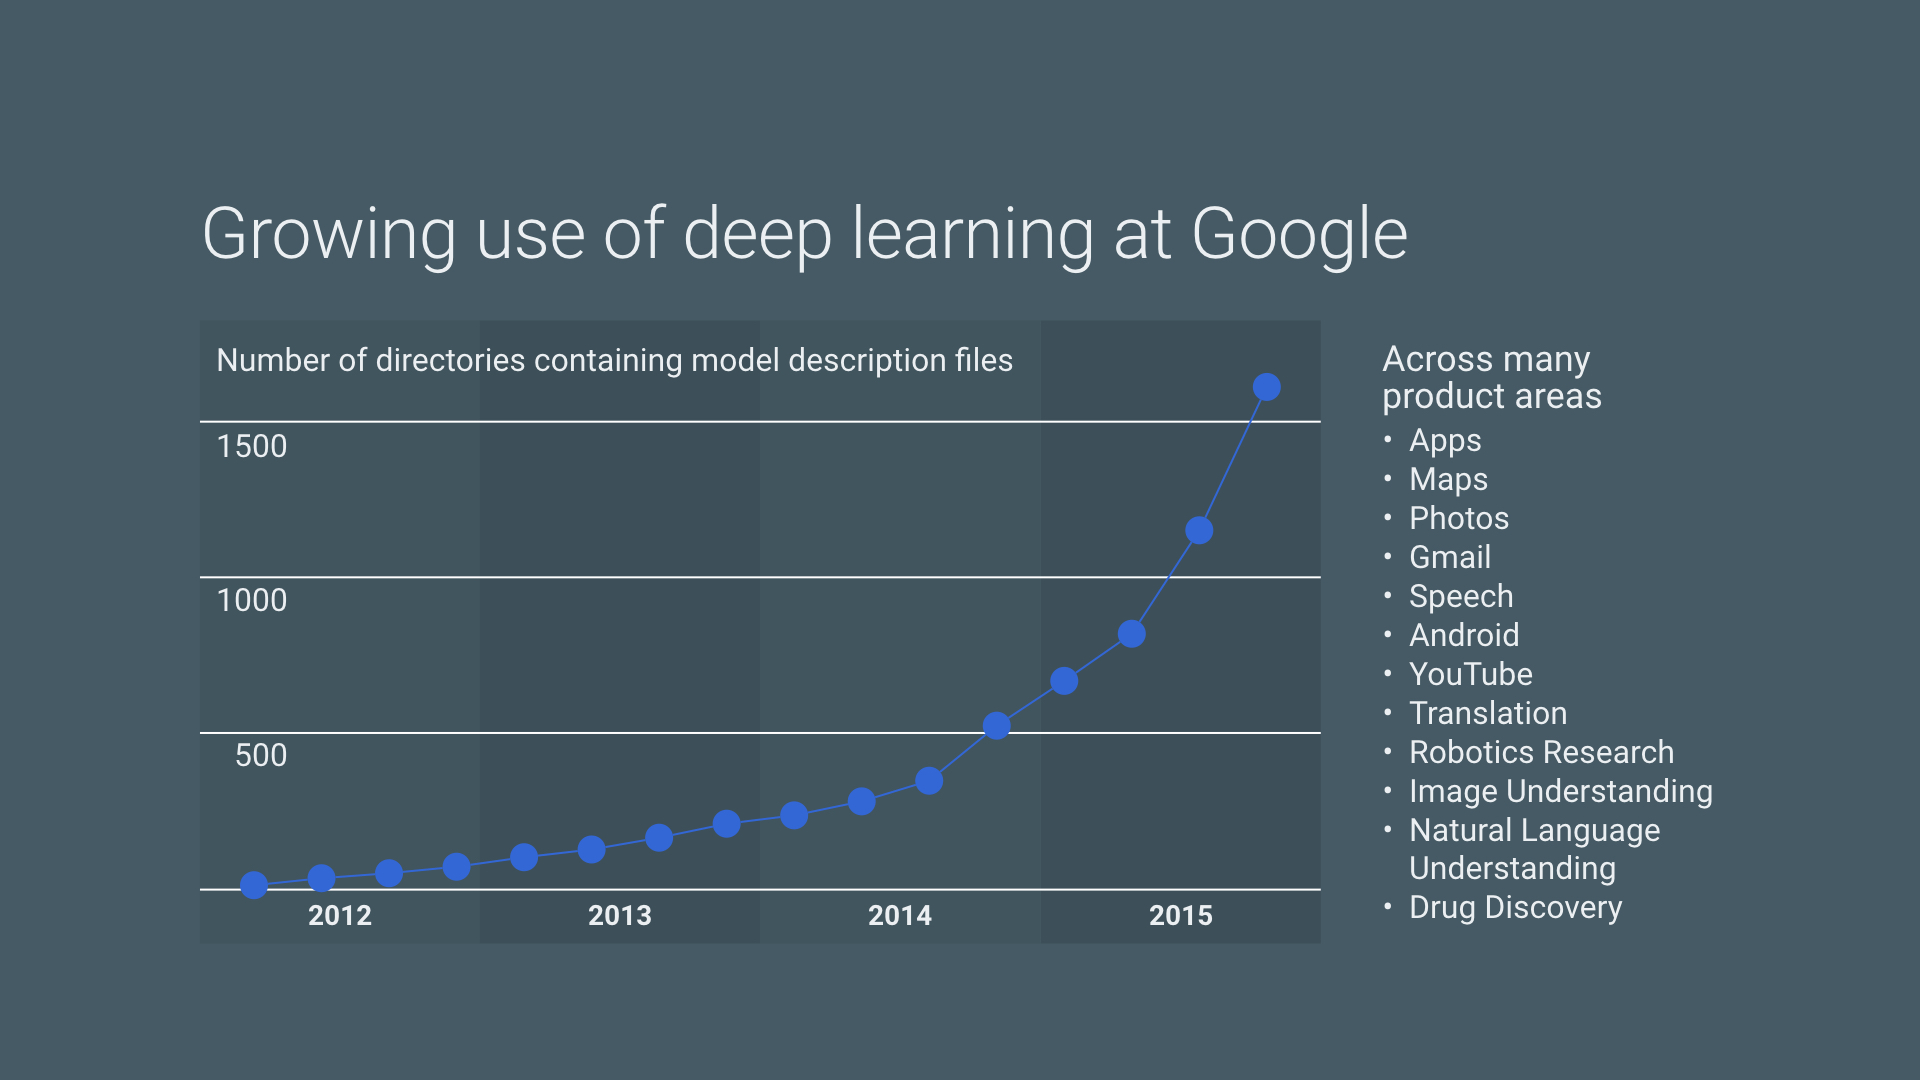 Growing use of deep learning at Google
Number of directories containing model description files
1500
1000
500
2012 2013 2014 2015
Across many
product areas
• Apps
• Maps
• Photos
• Gmail
• Speech
• Android
• YouTube
• Translation
• Robotics Research
• Image Understanding
• Natural Language
Understanding
• Drug Discovery